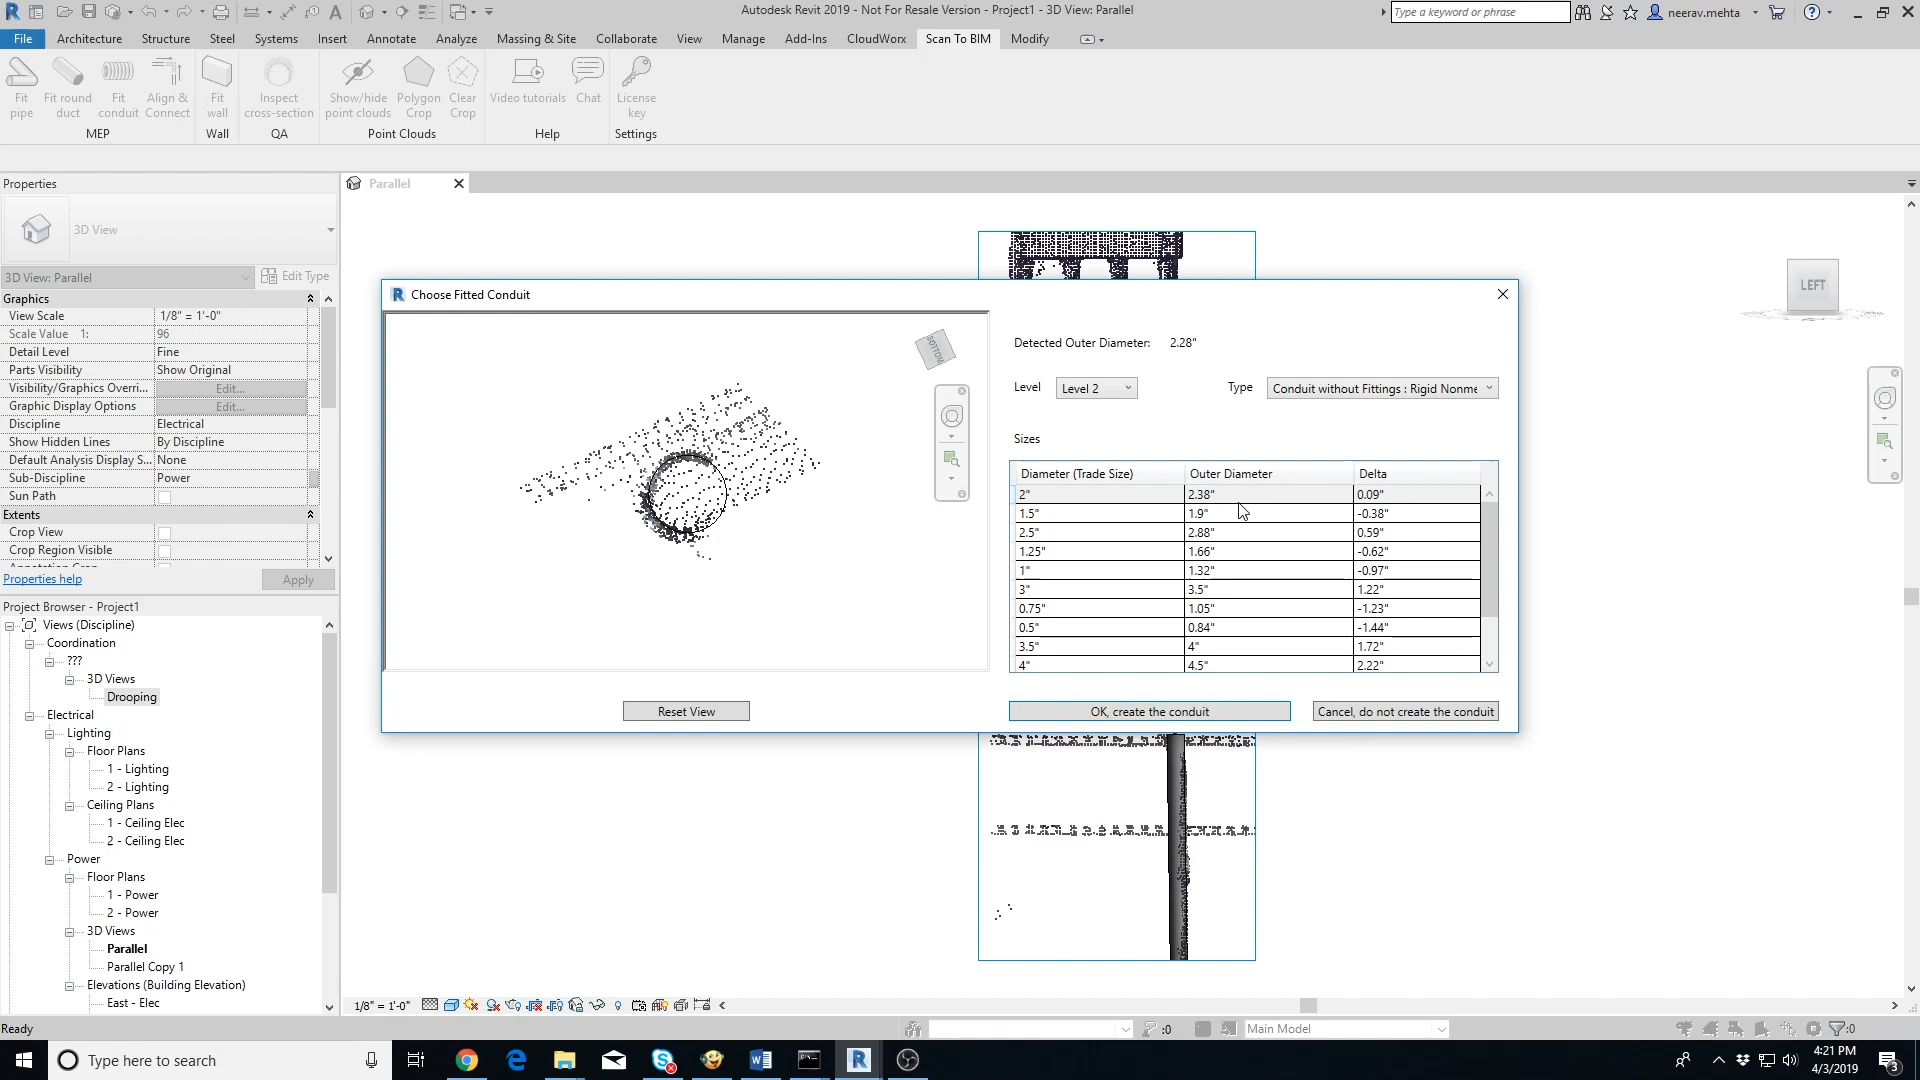 Autodesk Revit 2019 - Not For Resale Version - Project1 - 3D View: Parallel
Type a keyword or phrase
neerav.mehta
File Architecture Structure Steel Systems Insert Annotate Analyze Massing & Site Collaborate View Manage Add-Ins CloudWorx Scan To BIM Modify
Fit pipe
Fit round duct
Fit conduit
Align & Connect
Fit wall
Inspect cross-section
Show/hide point clouds
Polygon Crop
Clear Crop
Video tutorials
Chat
License key
MEP Wall QA Point Clouds Help Settings
Properties
Parallel
3D View
3D View: Parallel
Edit Type
Graphics
View Scale 1/8" = 1'-0"
Scale Value 1: 96
Detail Level Fine
Parts Visibility Show Original
Visibility/Graphics Overri... Edit...
Graphic Display Options Edit...
Discipline Electrical
Show Hidden Lines By Discipline
Default Analysis Display S... None
Sub-Discipline Power
Sun Path
Extents
Crop View
Crop Region Visible
Properties help
Apply
Project Browser - Project1
Views (Discipline)
Coordination
???
3D Views
Drooping
Electrical
Lighting
Floor Plans
1 - Lighting
2 - Lighting
Ceiling Plans
1 - Ceiling Elec
2 - Ceiling Elec
Power
Floor Plans
1 - Power
2 - Power
3D Views
Parallel
Parallel Copy 1
Elevations (Building Elevation)
East - Elec
LEFT
Choose Fitted Conduit
BOTTOM
Detected Outer Diameter: 2.28"
Level Level 2
Type Conduit without Fittings : Rigid Nonme
Sizes
Diameter (Trade Size) Outer Diameter Delta
2" 2.38" 0.09"
1.5" 1.9" -0.38"
2.5" 2.88" 0.59"
1.25" 1.66" -0.62"
1" 1.32" -0.97"
3" 3.5" 1.22"
0.75" 1.05" -1.23"
0.5" 0.84" -1.44"
3.5" 4" 1.72"
4" 4.5" 2.22"
Reset View
OK, create the conduit
Cancel, do not create the conduit
1/8" = 1'-0"
Ready
:0
Main Model
:0
Type here to search
4:21 PM
4/3/2019
3